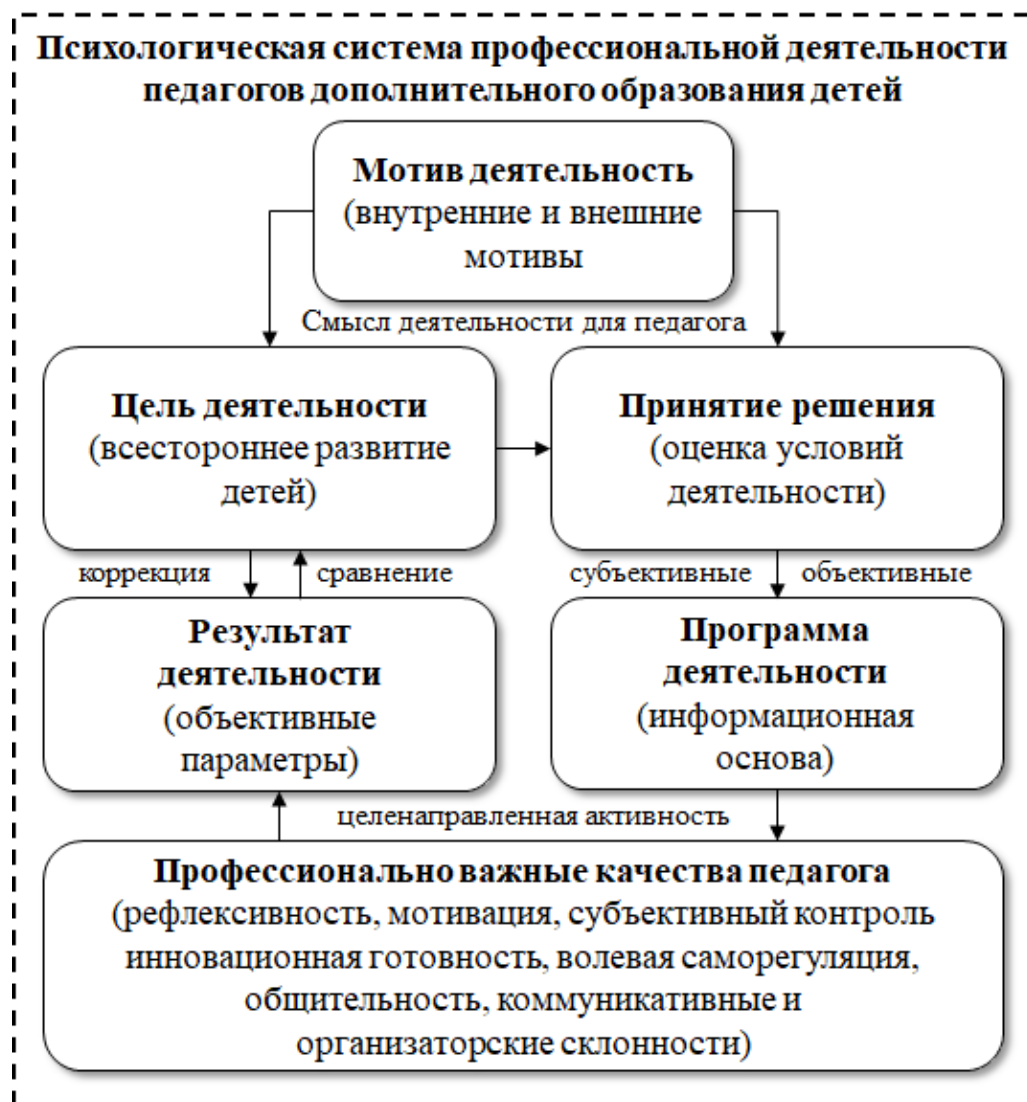 Психологическая система профессиональной деятельности
педагогов дополнительного образования детей
Мотив деятельность
(внутренние и внешние
мотивы
Смысл деятельности для педагога
Цель деятельности
(всестороннее развитие
детей)
Принятие решения
(оценка условий
деятельности)
коррекция
сравнение
субъективные
объективные
Результат
деятельности
(объективные
параметры)
Программа
деятельности
(информационная
основа)
целенаправленная активность
Профессионально важные качества педагога
(рефлексивность, мотивация, субъективный контроль
инновационная готовность, волевая саморегуляция,
общительность, коммуникативные и
организаторские склонности)